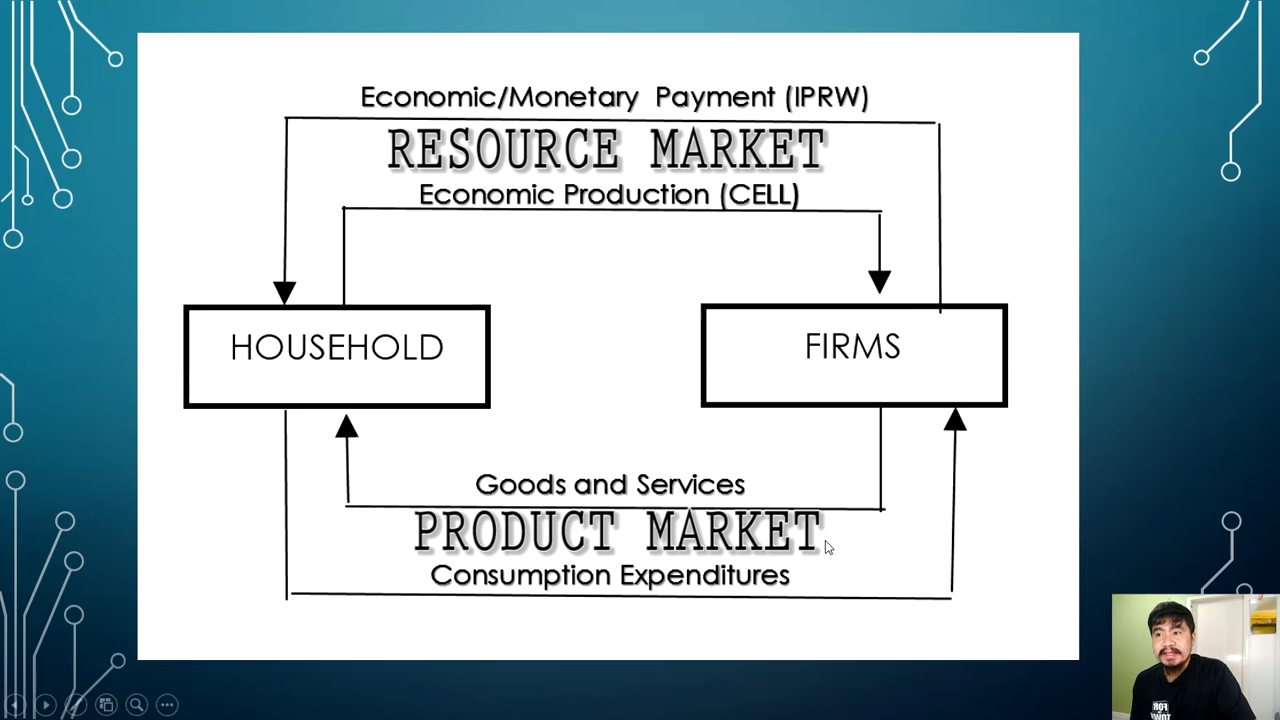 Economic/Monetary Payment (IPRW)
RESOURCE MARKET
Economic Production (CELL)
HOUSEHOLD
FIRMS
Goods and Services
PRODUCT MARKET
Consumption Expenditures